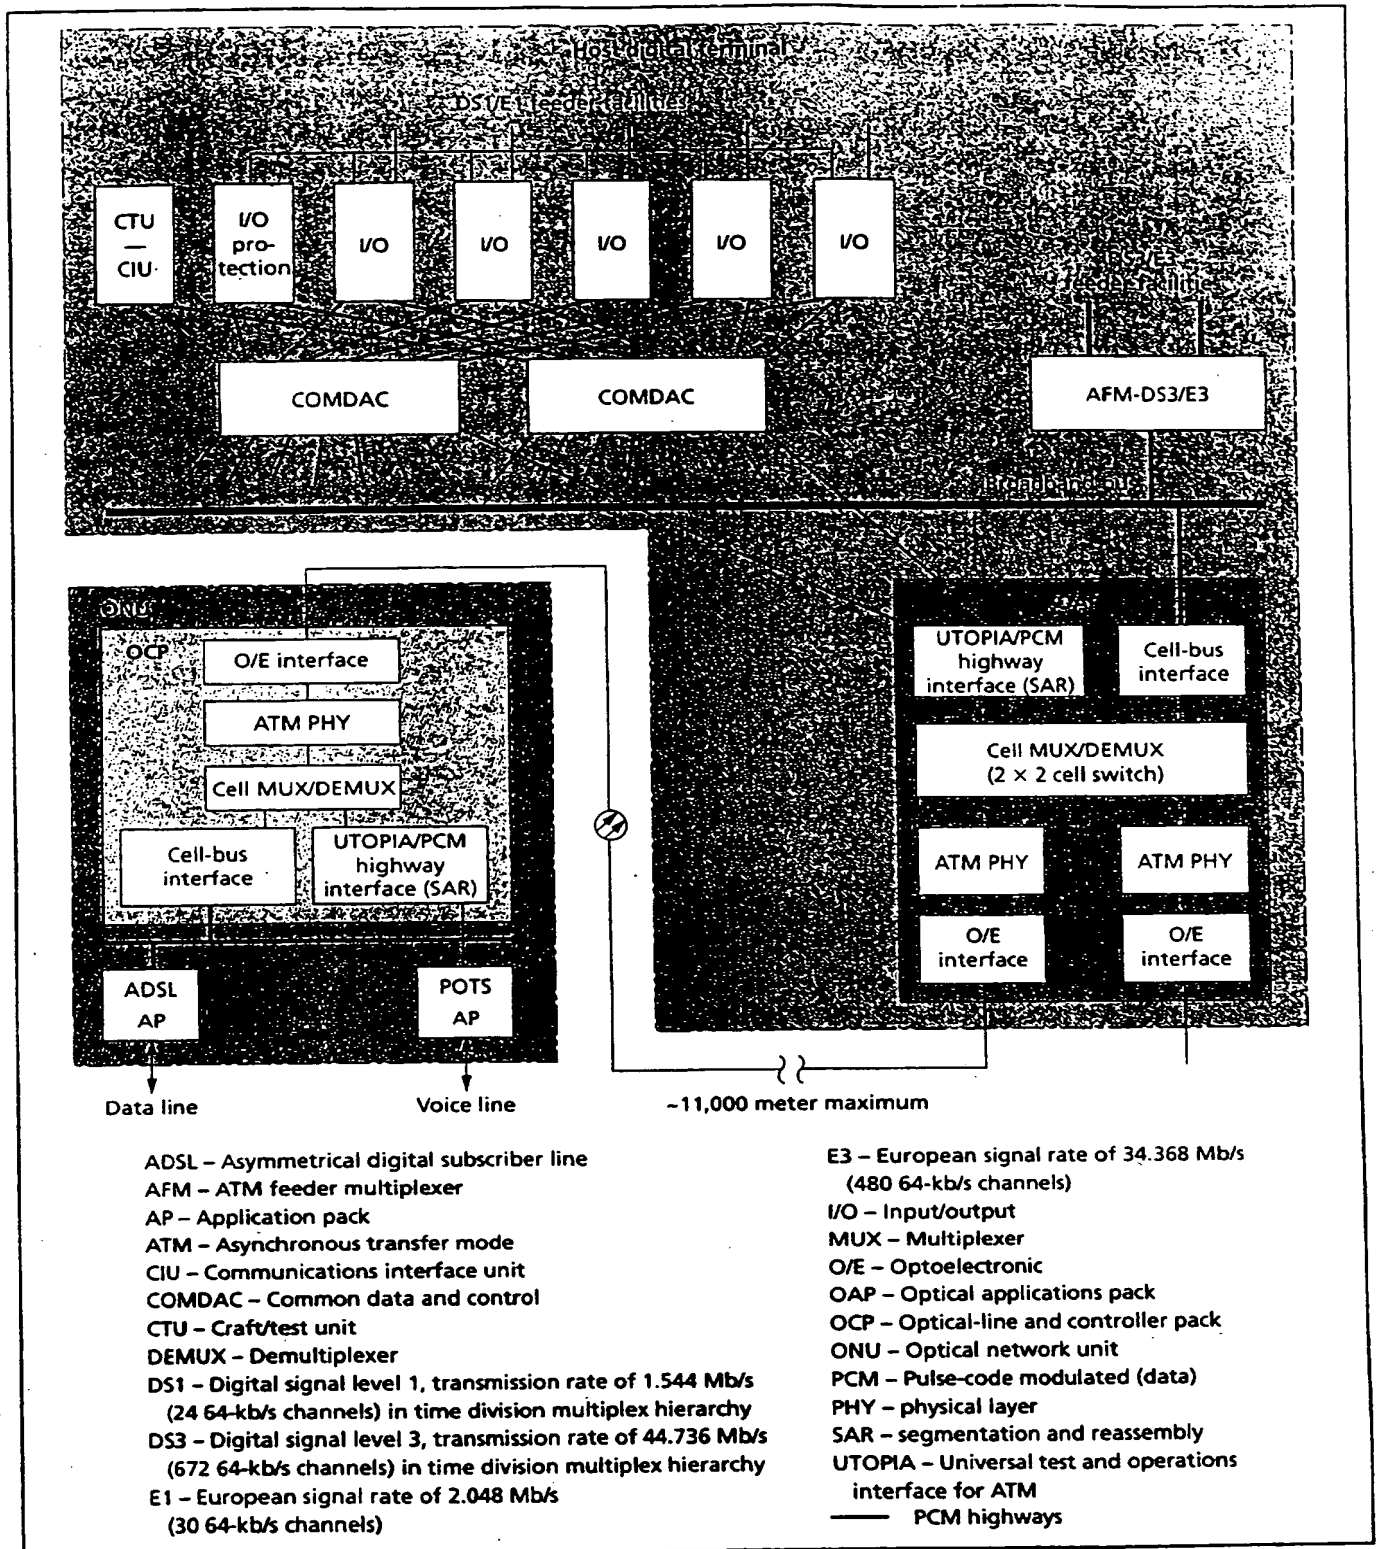 Host digital terminal
DS1/E1 feeder facilities
CTU
—
CIU
I/O
pro-
tection
I/O
I/O
I/O
I/O
I/O
DS3/E3
feeder facilities
COMDAC
COMDAC
AFM-DS3/E3
Broadband bus
ONU
OCP
O/E interface
ATM PHY
Cell MUX/DEMUX
Cell-bus
interface
UTOPIA/PCM
highway
interface (SAR)
ADSL
AP
POTS
AP
Data line
Voice line
UTOPIA/PCM
highway
interface (SAR)
Cell-bus
interface
Cell MUX/DEMUX
(2 × 2 cell switch)
ATM PHY
ATM PHY
O/E
interface
O/E
interface
~11,000 meter maximum
ADSL – Asymmetrical digital subscriber line
AFM – ATM feeder multiplexer
AP – Application pack
ATM – Asynchronous transfer mode
CIU – Communications interface unit
COMDAC – Common data and control
CTU – Craft/test unit
DEMUX – Demultiplexer
DS1 – Digital signal level 1, transmission rate of 1.544 Mb/s
(24 64-kb/s channels) in time division multiplex hierarchy
DS3 – Digital signal level 3, transmission rate of 44.736 Mb/s
(672 64-kb/s channels) in time division multiplex hierarchy
E1 – European signal rate of 2.048 Mb/s
(30 64-kb/s channels)
E3 – European signal rate of 34.368 Mb/s
(480 64-kb/s channels)
I/O – Input/output
MUX – Multiplexer
O/E – Optoelectronic
OAP – Optical applications pack
OCP – Optical-line and controller pack
ONU – Optical network unit
PCM – Pulse-code modulated (data)
PHY – physical layer
SAR – segmentation and reassembly
UTOPIA – Universal test and operations
interface for ATM
PCM highways